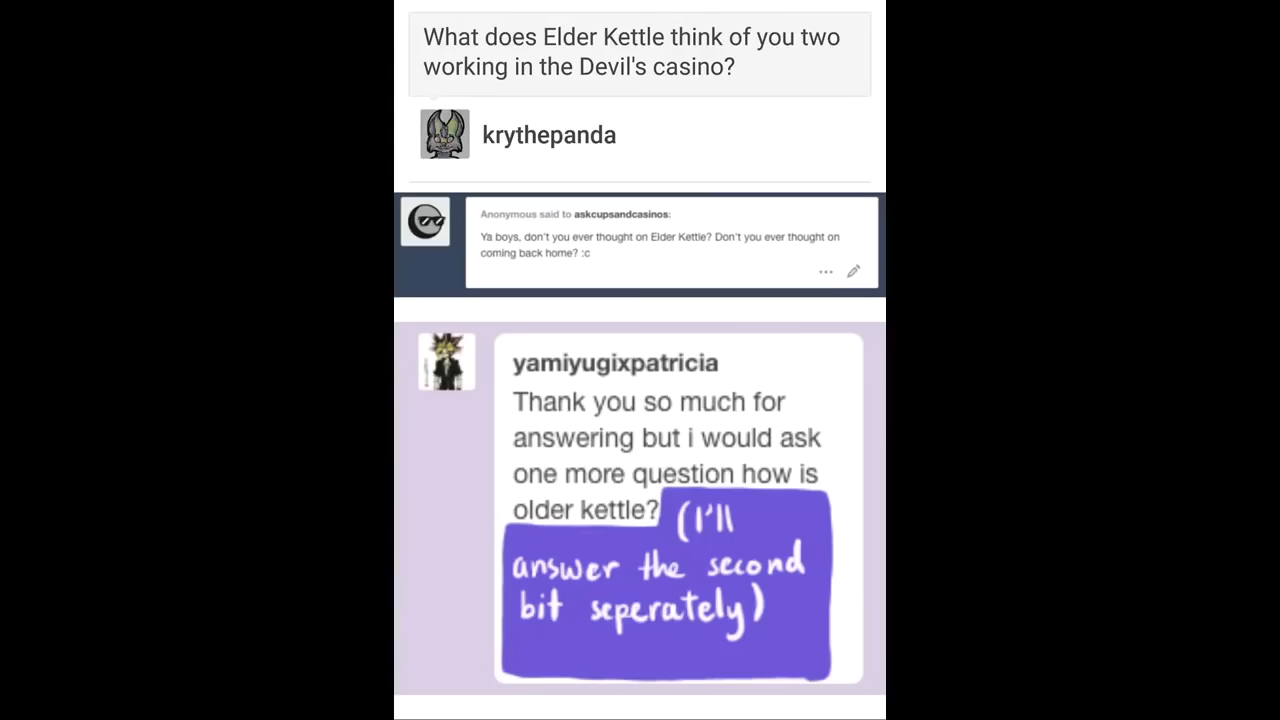 What does Elder Kettle think of you two
working in the Devil's casino?
krythepanda
Anonymous said to askcupsandcasinos:
Ya boys, don't you ever thought on Elder Kettle? Don't you ever thought on
coming back home? :c
yamiyugixpatricia
Thank you so much for
answering but i would ask
one more question how is
older kettle? (I'll
answer the second
bit seperately)